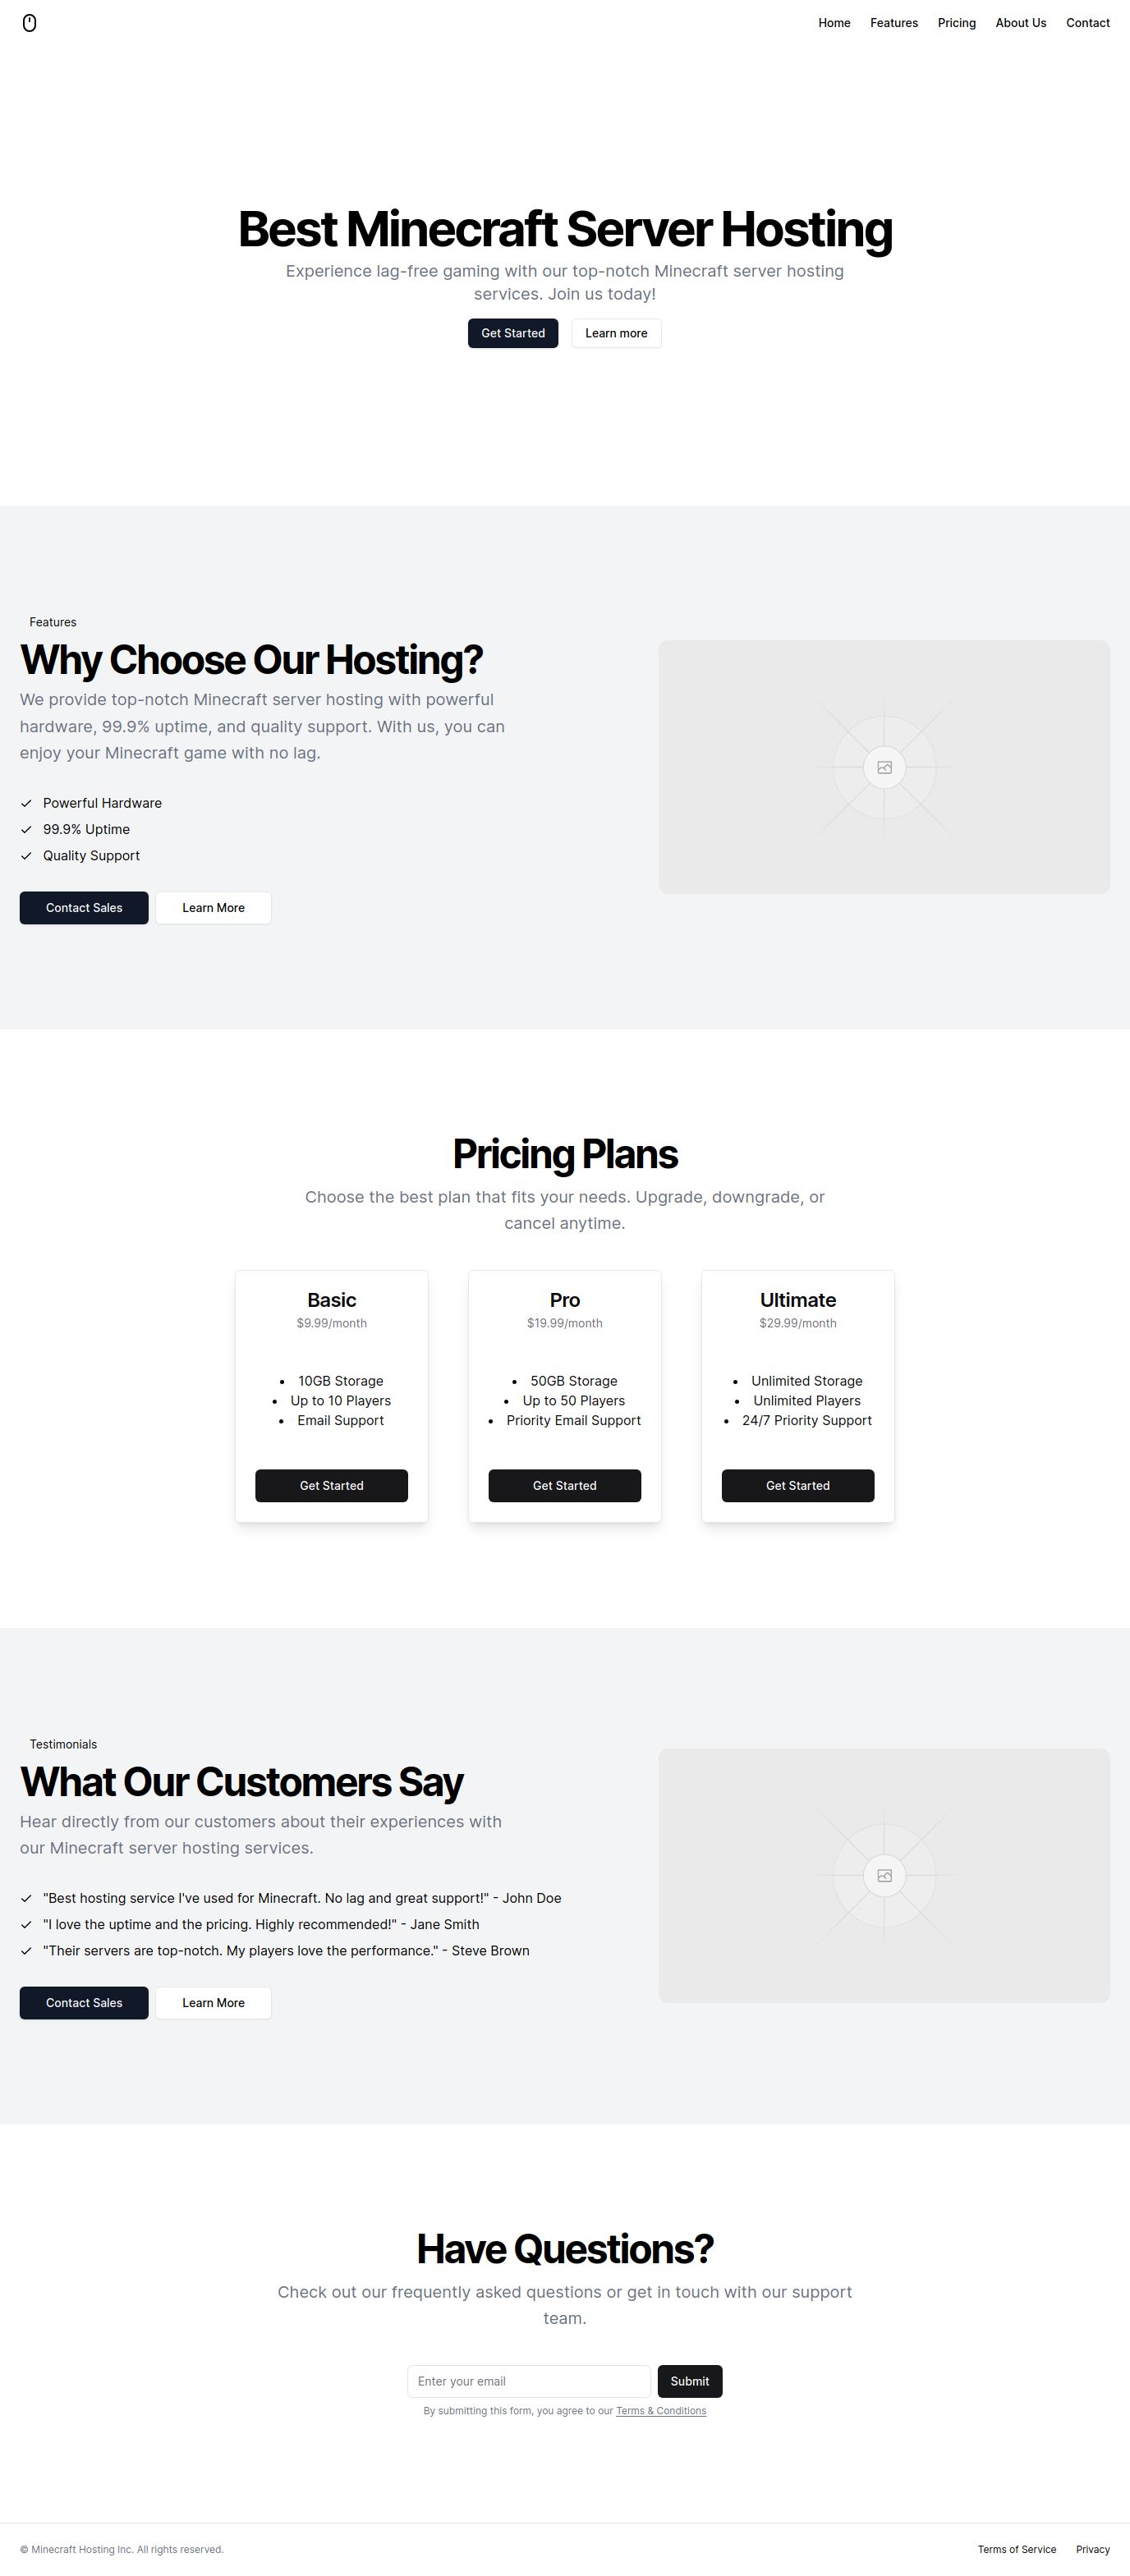 Home Features Pricing About Us Contact
Best Minecraft Server Hosting
Experience lag-free gaming with our top-notch Minecraft server hosting
services. Join us today!
Get Started Learn more
Features
Why Choose Our Hosting?
We provide top-notch Minecraft server hosting with powerful
hardware, 99.9% uptime, and quality support. With us, you can
enjoy your Minecraft game with no lag.
Powerful Hardware
99.9% Uptime
Quality Support
Contact Sales Learn More
Pricing Plans
Choose the best plan that fits your needs. Upgrade, downgrade, or
cancel anytime.
Basic
$9.99/month
• 10GB Storage
• Up to 10 Players
• Email Support
Get Started
Pro
$19.99/month
• 50GB Storage
• Up to 50 Players
• Priority Email Support
Get Started
Ultimate
$29.99/month
• Unlimited Storage
• Unlimited Players
• 24/7 Priority Support
Get Started
Testimonials
What Our Customers Say
Hear directly from our customers about their experiences with
our Minecraft server hosting services.
"Best hosting service I've used for Minecraft. No lag and great support!" - John Doe
"I love the uptime and the pricing. Highly recommended!" - Jane Smith
"Their servers are top-notch. My players love the performance." - Steve Brown
Contact Sales Learn More
Have Questions?
Check out our frequently asked questions or get in touch with our support
team.
Enter your email Submit
By submitting this form, you agree to our Terms & Conditions
© Minecraft Hosting Inc. All rights reserved. Terms of Service Privacy